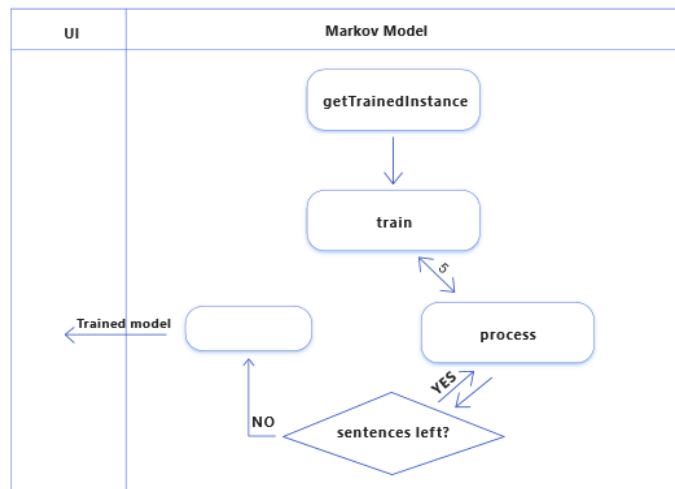 UI
Markov Model
getTrainedInstance
train
5
Trained model
process
YES
NO
sentences left?